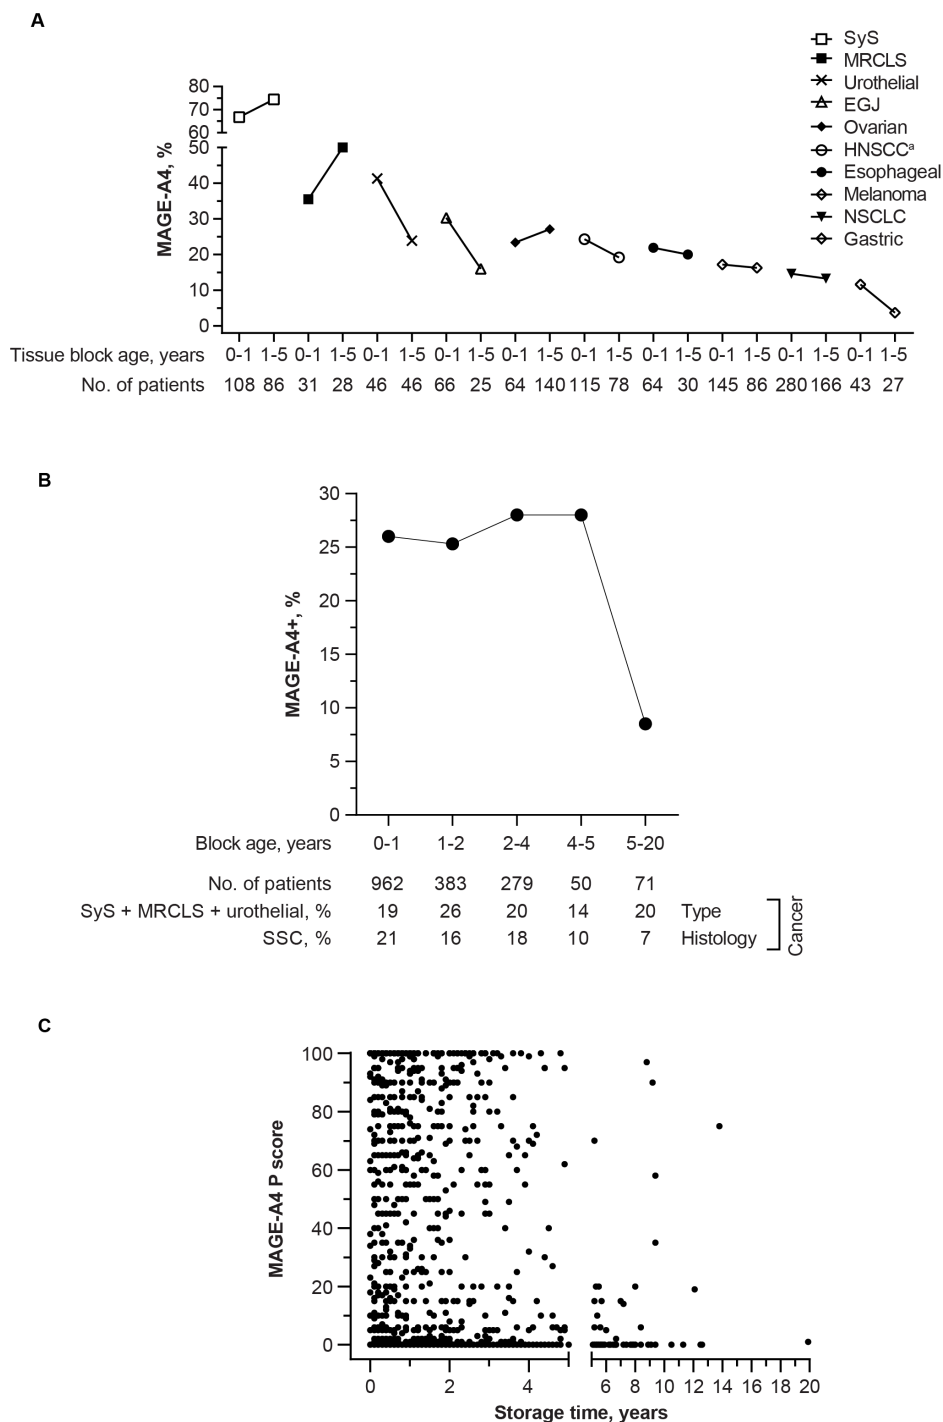 A
SyS
MRCLS
Urothelial
EGJ
Ovarian
HNSCCᵃ
Esophageal
Melanoma
NSCLC
Gastric
MAGE-A4, %
80
70
60
50
40
30
20
10
0
Tissue block age, years 0-1 1-5 0-1 1-5 0-1 1-5 0-1 1-5 0-1 1-5 0-1 1-5 0-1 1-5 0-1 1-5 0-1 1-5 0-1 1-5
No. of patients 108 86 31 28 46 46 66 25 64 140 115 78 64 30 145 86 280 166 43 27
B
MAGE-A4+, %
30
25
20
15
10
5
0
Block age, years 0-1 1-2 2-4 4-5 5-20
No. of patients 962 383 279 50 71
SyS + MRCLS + urothelial, % 19 26 20 14 20 Type
SSC, % 21 16 18 10 7 Histology
Cancer
C
MAGE-A4 P score
100
80
60
40
20
0
0 2 4 6 8 10 12 14 16 18 20
Storage time, years